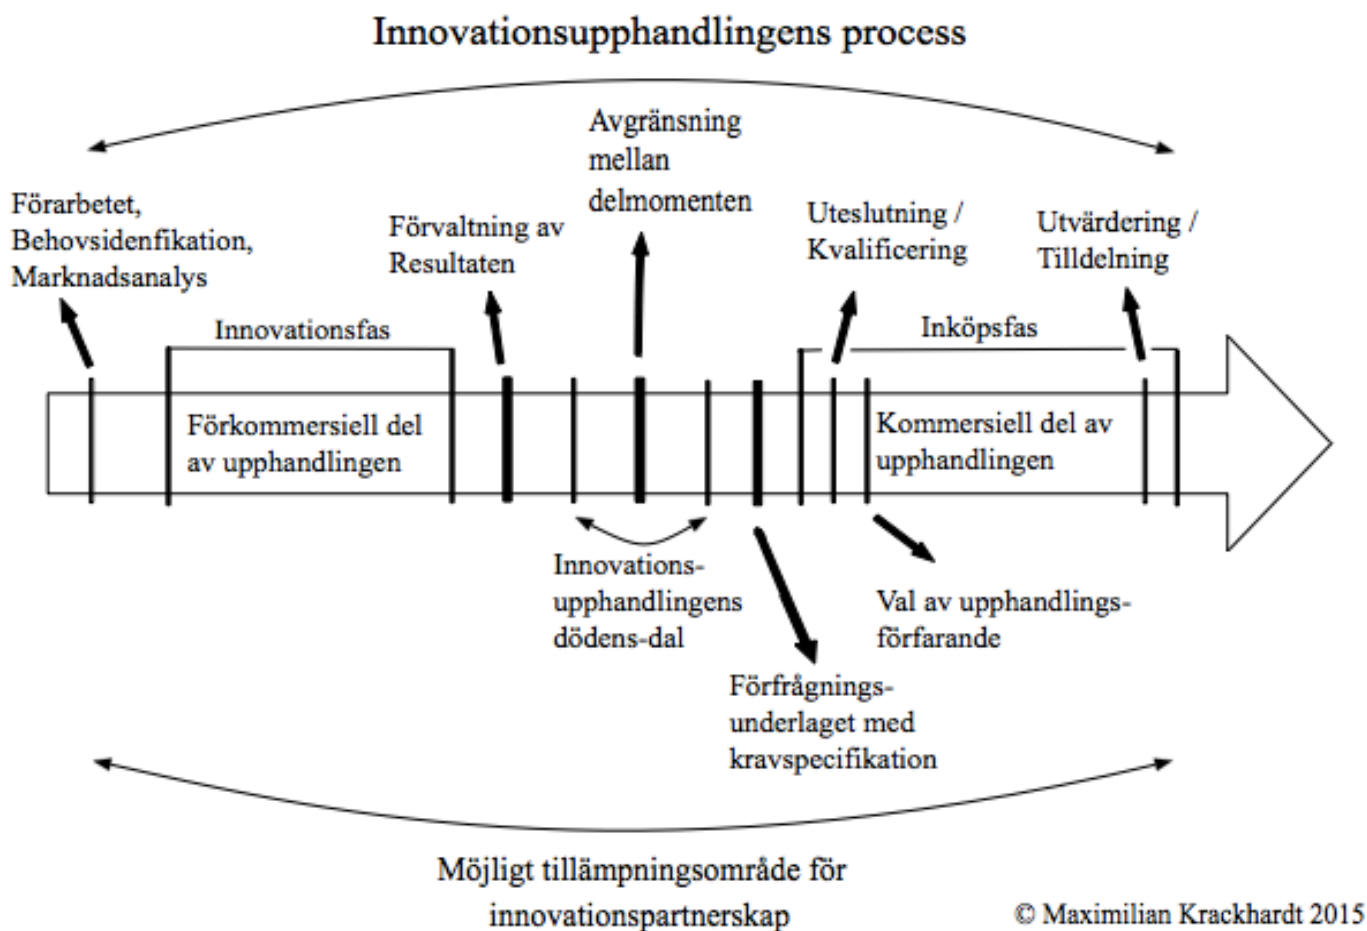 Innovationsupphandlingens process
Avgränsning
mellan
delmomenten
Förarbetet,
Behovsidenfikation,
Marknadsanalys
Förvaltning av
Resultaten
Uteslutning /
Kvalificering
Utvärdering /
Tilldelning
Innovationsfas
Inköpsfas
Förkommersiell del
av upphandlingen
Kommersiell del av
upphandlingen
Innovations-
upphandlingens
dödens-dal
Val av upphandlings-
förfarande
Förfrågnings-
underlaget med
kravspecifikation
Möjligt tillämpningsområde för
innovationspartnerskap
© Maximilian Krackhardt 2015